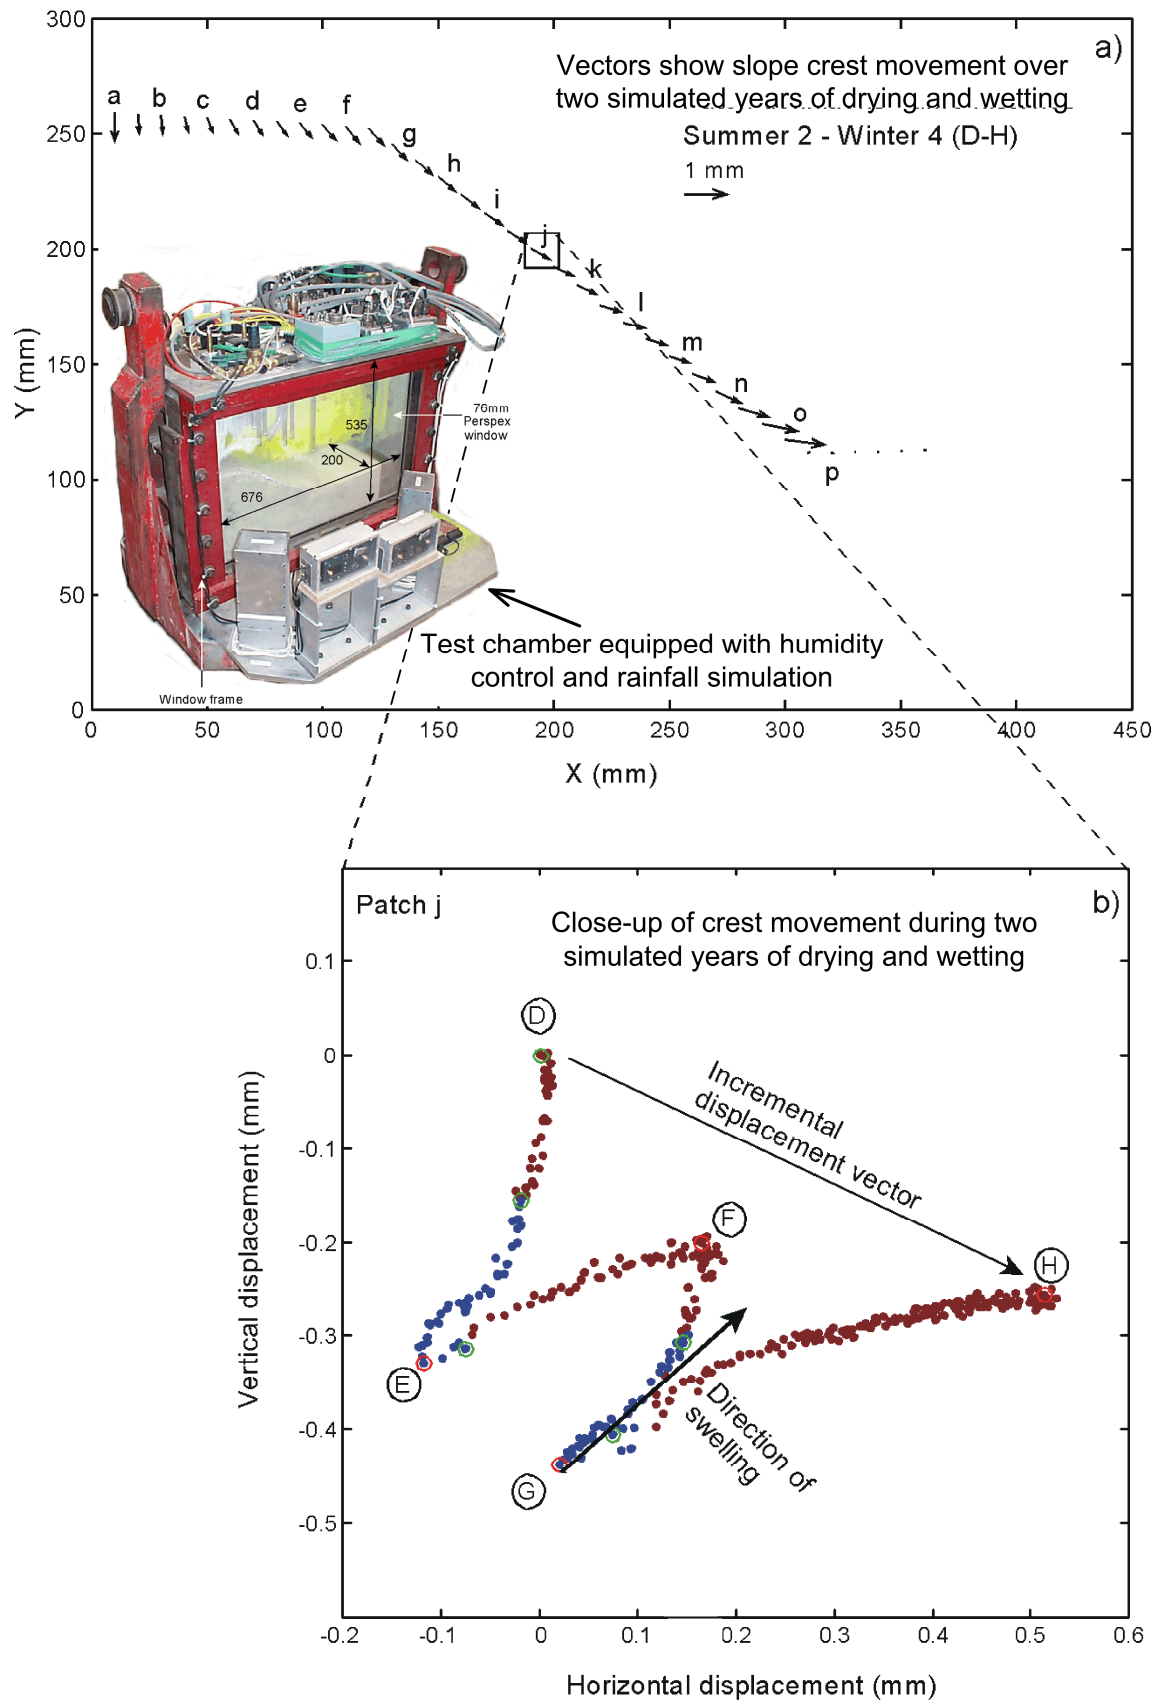 300
a)
Vectors show slope crest movement over
two simulated years of drying and wetting
Summer 2 - Winter 4 (D-H)
1 mm
a b c d e f
g
h
i
j
k
l
m
n
o
p
250
200
150
100
50
0
Y (mm)
76mm
Perspex
window
535
200
676
Window frame
Test chamber equipped with humidity
control and rainfall simulation
0 50 100 150 200 250 300 350 400 450
X (mm)
Patch j
b)
Close-up of crest movement during two
simulated years of drying and wetting
D
Incremental
displacement vector
F
H
E
G
Direction of
swelling
0.1
0
-0.1
-0.2
-0.3
-0.4
-0.5
Vertical displacement (mm)
-0.2 -0.1 0 0.1 0.2 0.3 0.4 0.5 0.6
Horizontal displacement (mm)